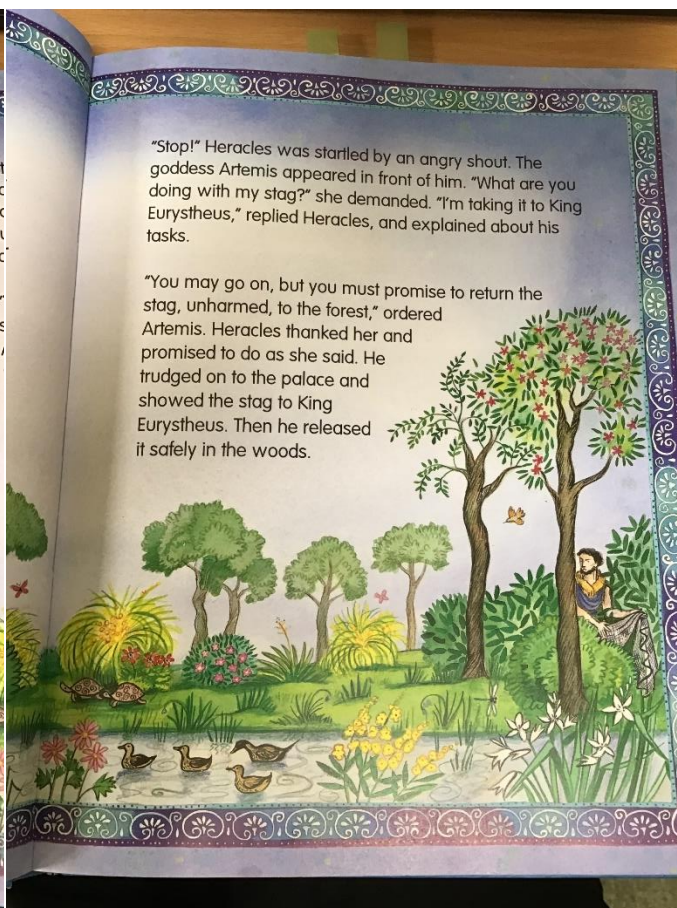 "Stop!" Heracles was startled by an angry shout. The
goddess Artemis appeared in front of him. "What are you
doing with my stag?" she demanded. "I'm taking it to King
Eurystheus," replied Heracles, and explained about his
tasks.
"You may go on, but you must promise to return the
stag, unharmed, to the forest," ordered
Artemis. Heracles thanked her and
promised to do as she said. He
trudged on to the palace and
showed the stag to King
Eurystheus. Then he released
it safely in the woods.